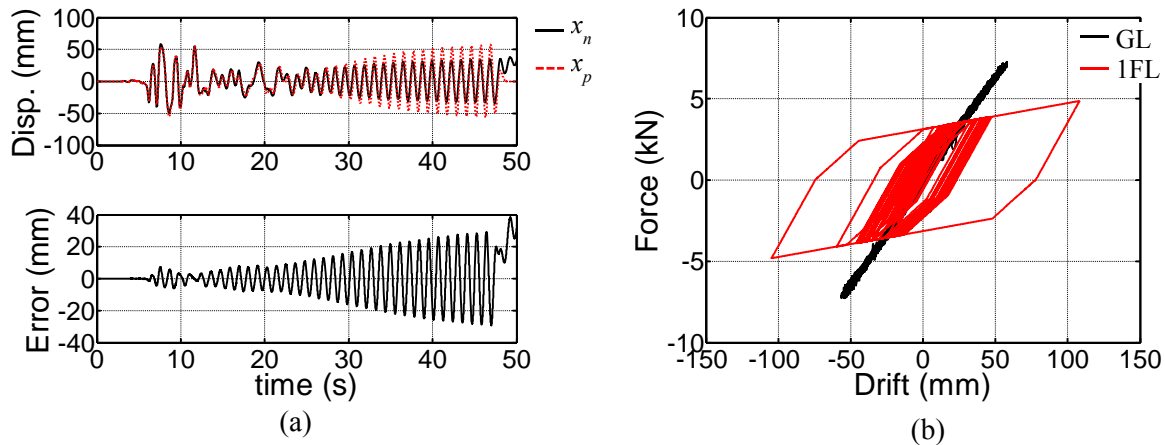 Disp. (mm)
100
50
0
-50
-100
0 10 20 30 40 50
x_n
x_p
Error (mm)
40
20
0
-20
-40
0 10 20 30 40 50
time (s)
(a)
Force (kN)
10
5
0
-5
-10
-150 -100 -50 0 50 100 150
Drift (mm)
GL
1FL
(b)